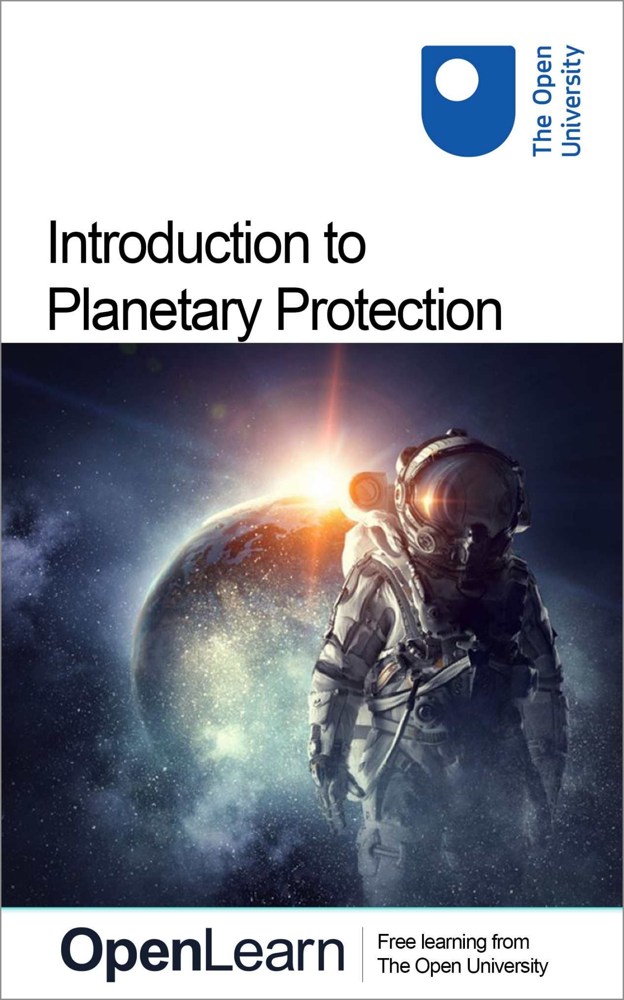 The Open
University
Introduction to
Planetary Protection
OpenLearn
Free learning from
The Open University